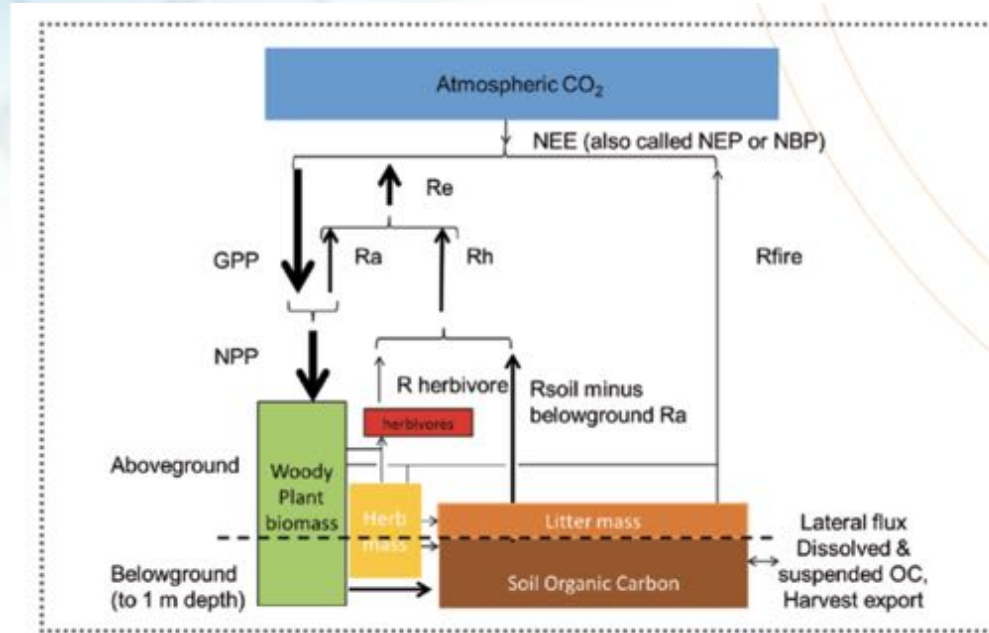 Atmospheric CO₂
NEE (also called NEP or NBP)
Re
GPP
Ra
Rh
Rfire
NPP
R herbivore
Rsoil minus
belowground Ra
herbivores
Aboveground
Woody
Plant
biomass
Herb
mass
Litter mass
Soil Organic Carbon
Belowground
(to 1 m depth)
Lateral flux
Dissolved &
suspended OC,
Harvest export